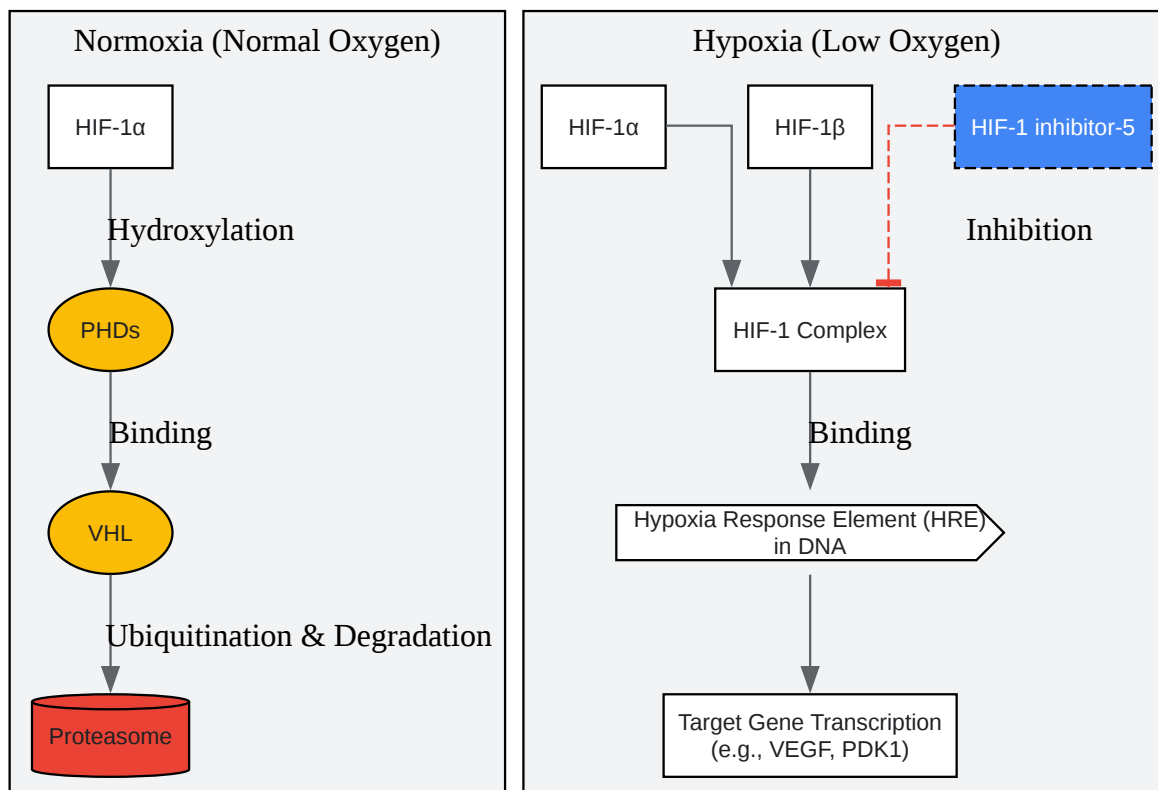 Normoxia (Normal Oxygen)
HIF-1α
Hydroxylation
PHDs
Binding
VHL
Ubiquitination & Degradation
Proteasome
Hypoxia (Low Oxygen)
HIF-1α
HIF-1β
HIF-1 inhibitor-5
Inhibition
HIF-1 Complex
Binding
Hypoxia Response Element (HRE)
in DNA
Target Gene Transcription
(e.g., VEGF, PDK1)